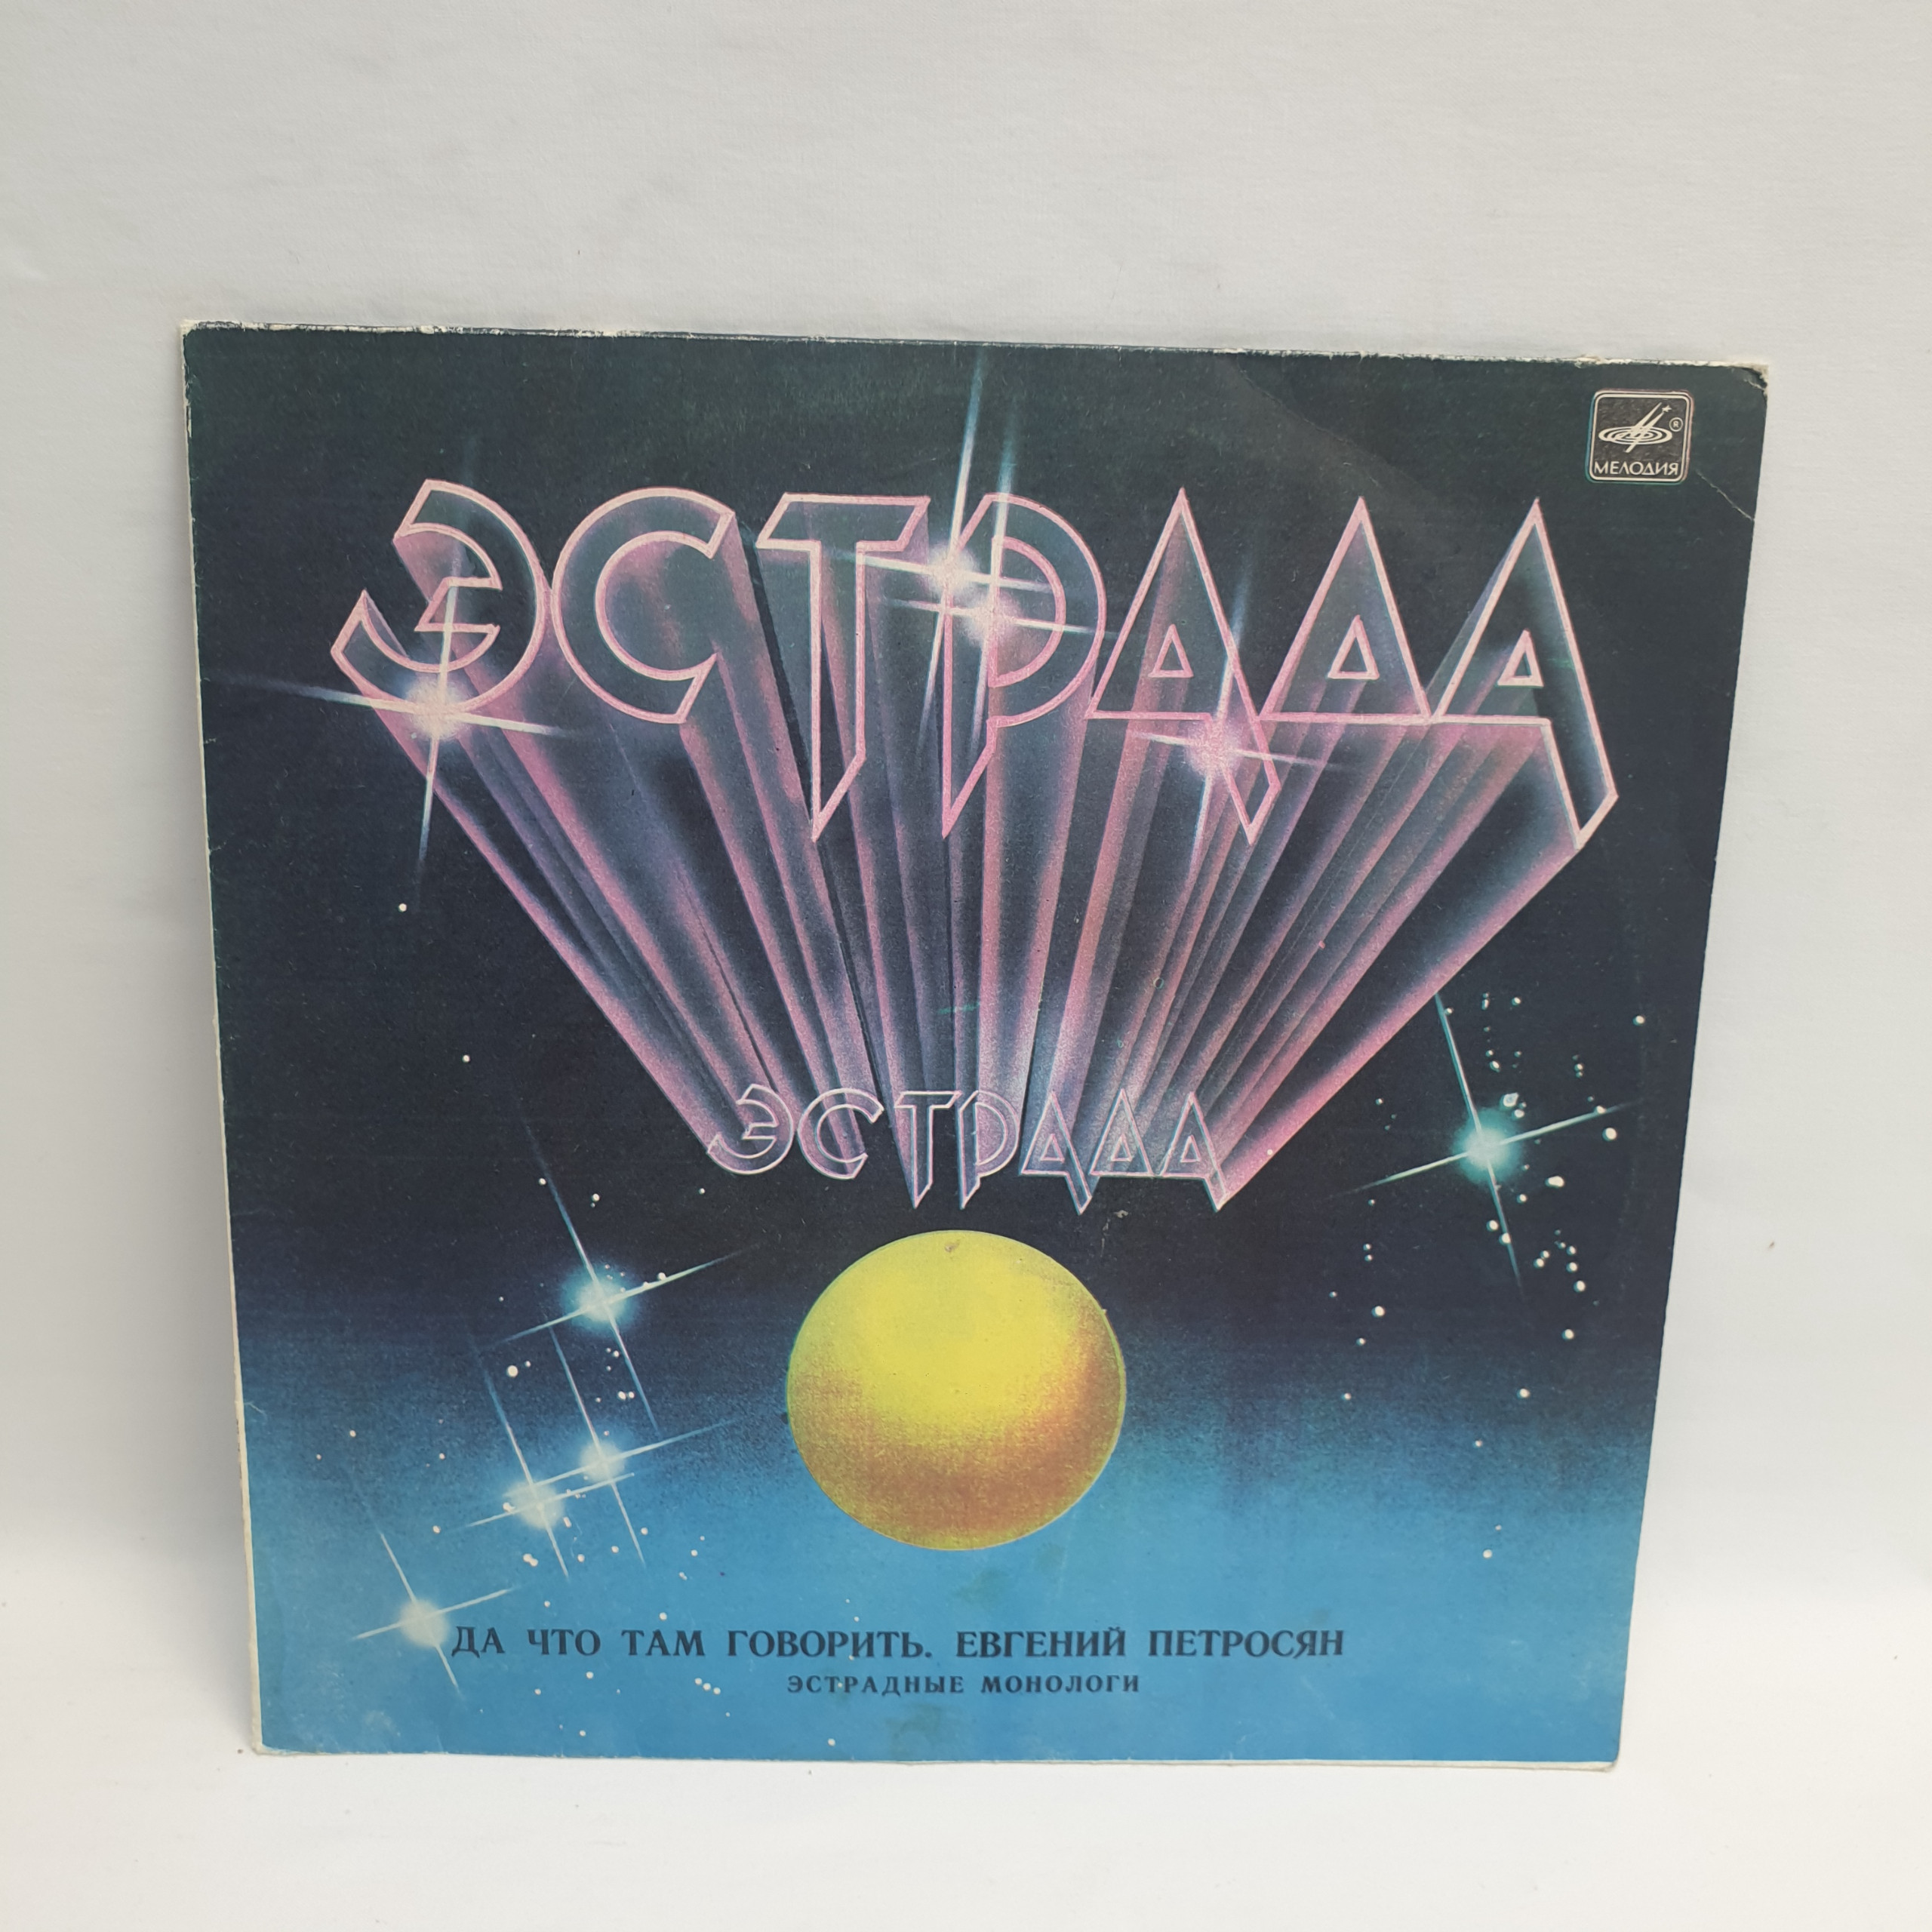 МЕЛОДИЯ ®
ЭСТРАДА
ЭСТРАДА
ДА ЧТО ТАМ ГОВОРИТЬ. ЕВГЕНИЙ ПЕТРОСЯН
ЭСТРАДНЫЕ МОНОЛОГИ